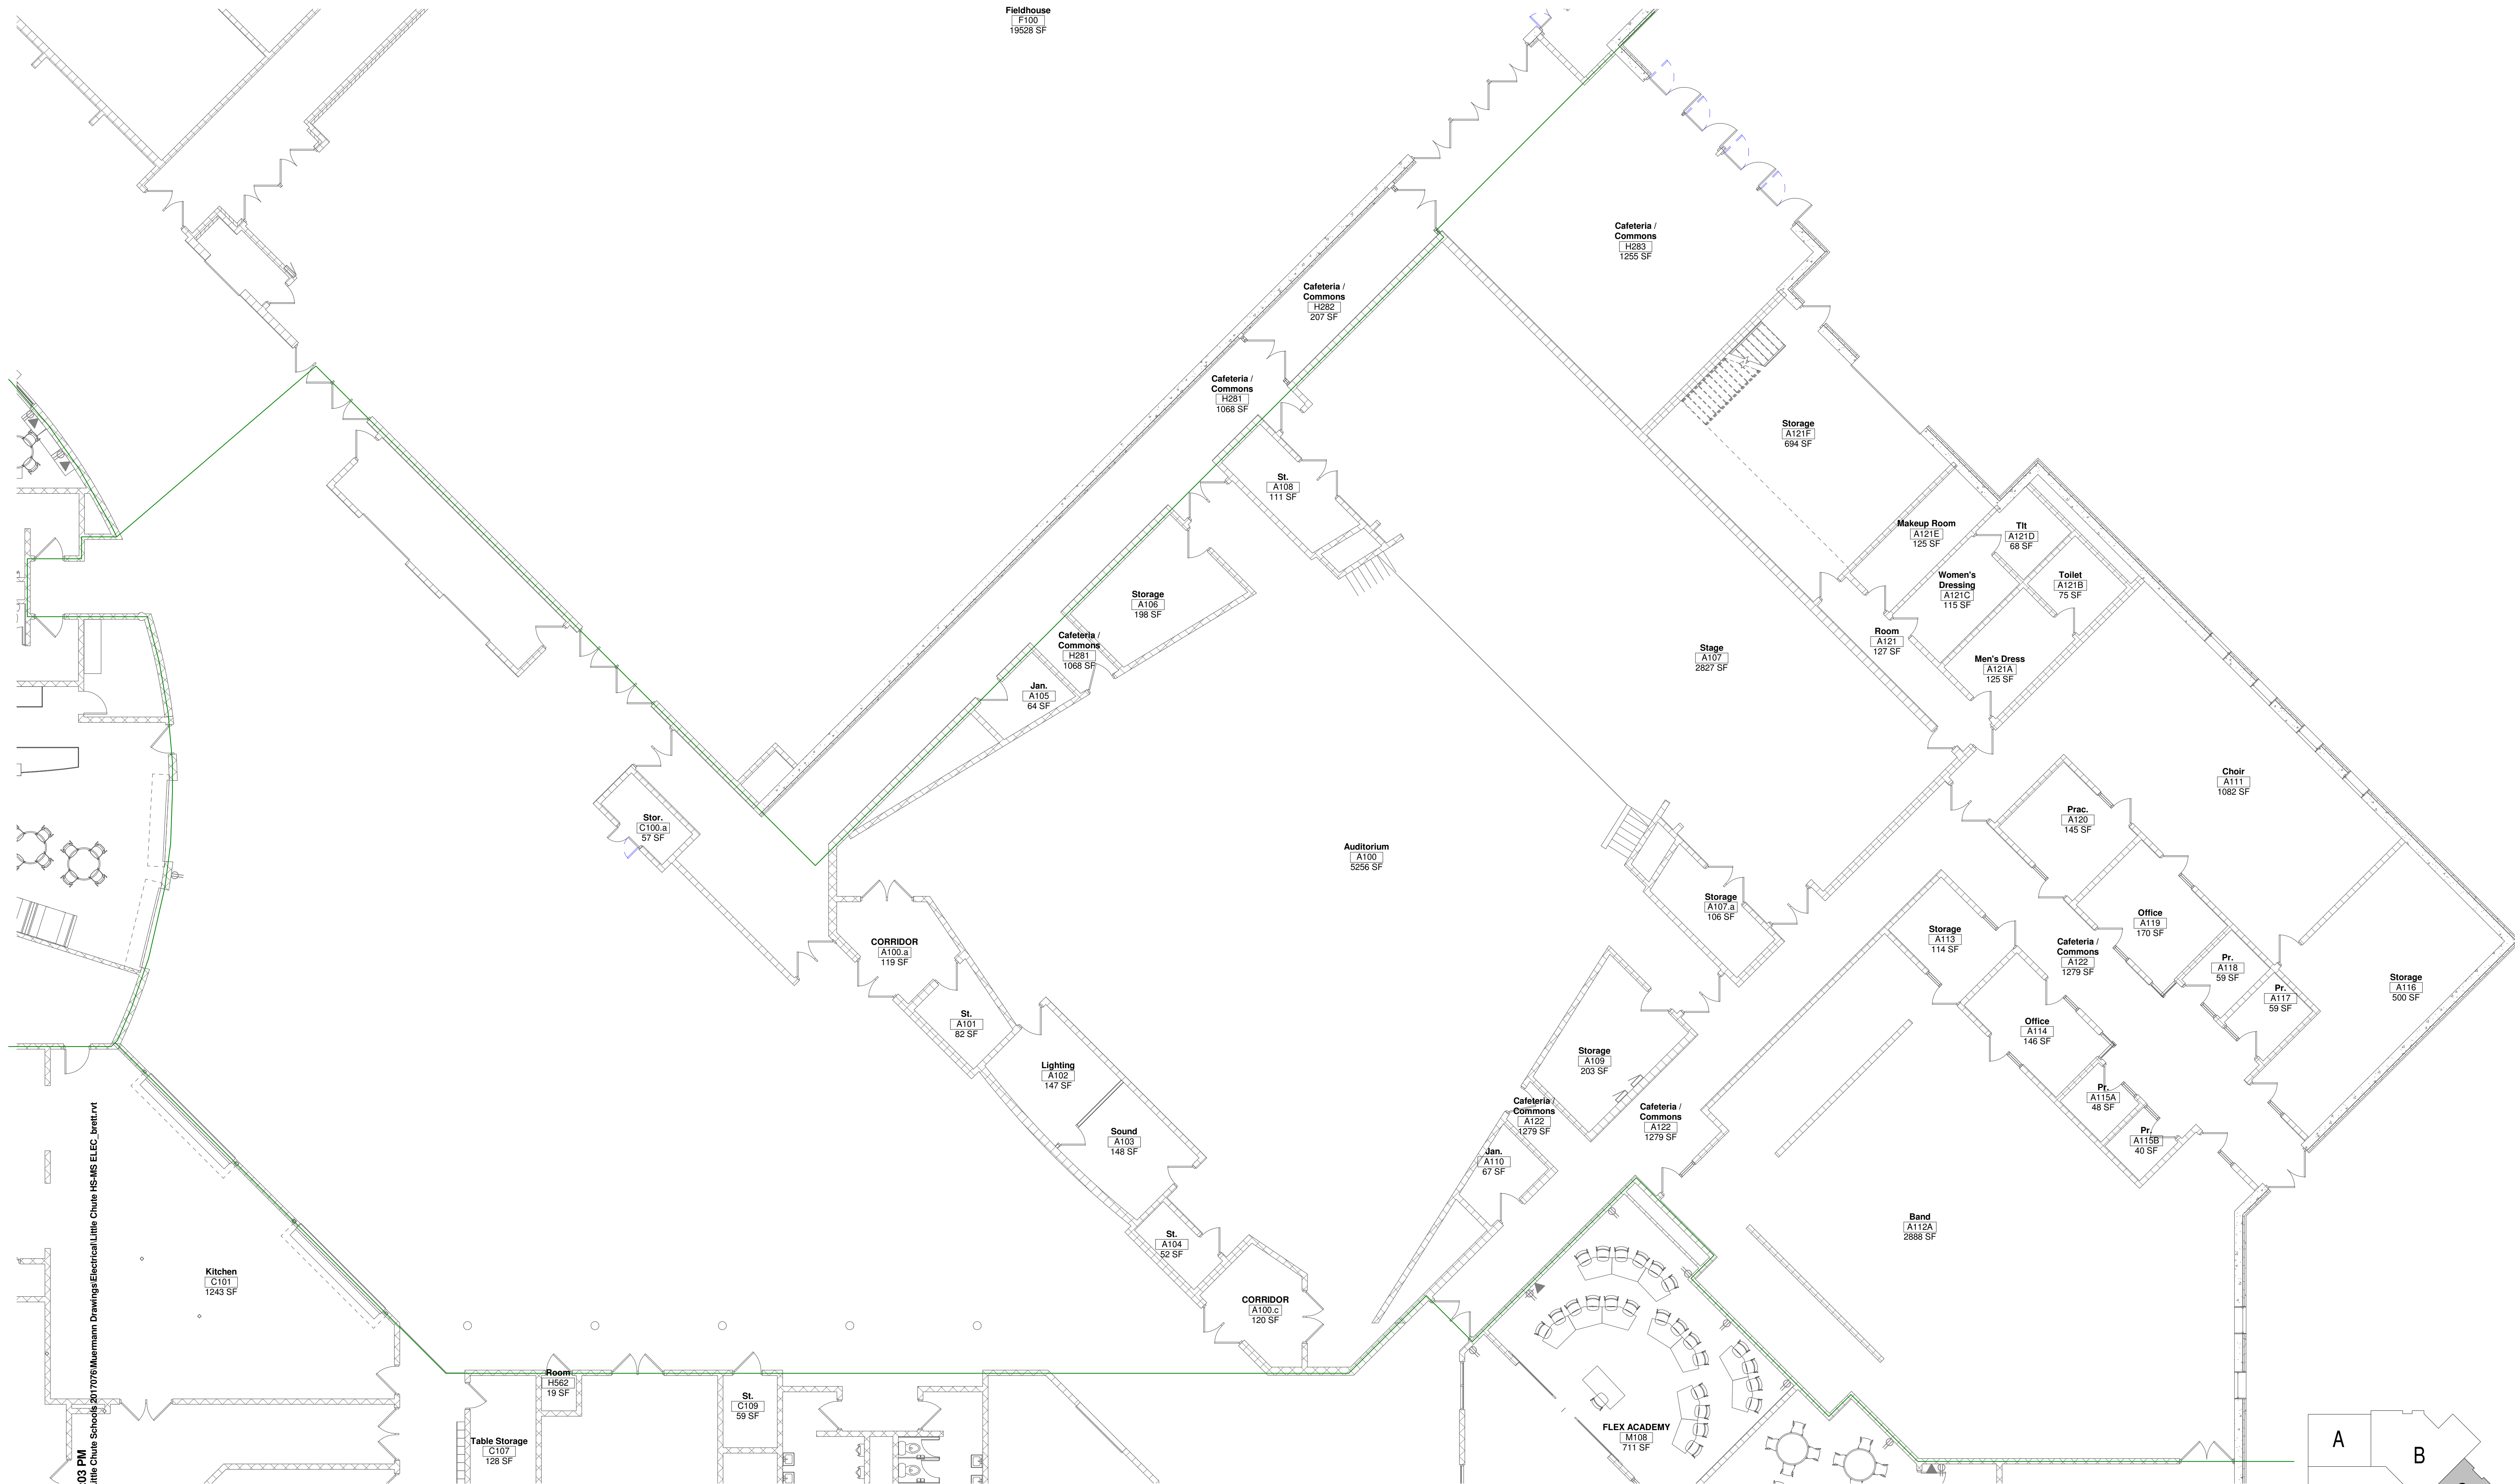 Fieldhouse
F100
19528 SF
Cafeteria /
Commons
H283
1255 SF
Cafeteria /
Commons
H282
207 SF
Cafeteria /
Commons
H281
1068 SF
Storage
A121F
694 SF
St.
A108
111 SF
Makeup Room
A121E
125 SF
Tlt
A121D
68 SF
Women's
Dressing
A121C
115 SF
Toilet
A121B
75 SF
Storage
A106
198 SF
Cafeteria /
Commons
H281
1068 SF
Room
A121
127 SF
Stage
A107
2827 SF
Men's Dress
A121A
125 SF
Jan.
A105
64 SF
Choir
A111
1082 SF
Prac.
A120
145 SF
Stor.
C100.a
57 SF
Auditorium
A100
5256 SF
Storage
A107.a
106 SF
Office
A119
170 SF
Storage
A113
114 SF
Cafeteria /
Commons
A122
1279 SF
CORRIDOR
A100.a
119 SF
Pr.
A118
59 SF
Pr.
A117
59 SF
Storage
A116
500 SF
St.
A101
82 SF
Office
A114
146 SF
Storage
A109
203 SF
Lighting
A102
147 SF
Pr.
A115A
48 SF
Cafeteria /
Commons
A122
1279 SF
Cafeteria /
Commons
A122
1279 SF
Sound
A103
148 SF
Pr.
A115B
40 SF
Jan.
A110
67 SF
Band
A112A
2888 SF
St.
A104
52 SF
Kitchen
C101
1243 SF
CORRIDOR
A100.c
120 SF
Room
H562
19 SF
St.
C109
59 SF
Table Storage
C107
128 SF
FLEX ACADEMY
M108
711 SF
A
B
03 PM
ittle Chute Schools 2017076\Muermann Drawings\Electrical\Little Chute HS-MS ELEC_brett.rvt